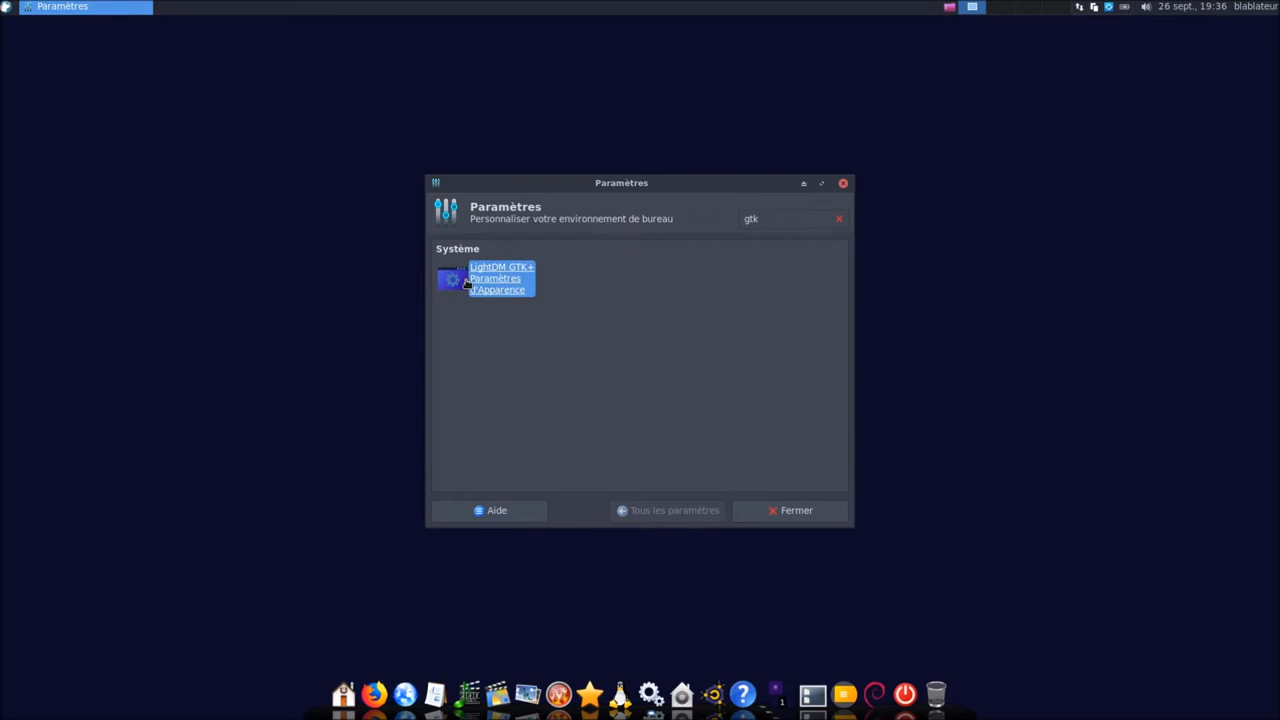 Paramètres
26 sept., 19:36 blablateur
Paramètres
Paramètres
Personnaliser votre environnement de bureau
gtk
Système
LightDM GTK+
Paramètres
d'Apparence
Aide
Tous les paramètres
Fermer
1